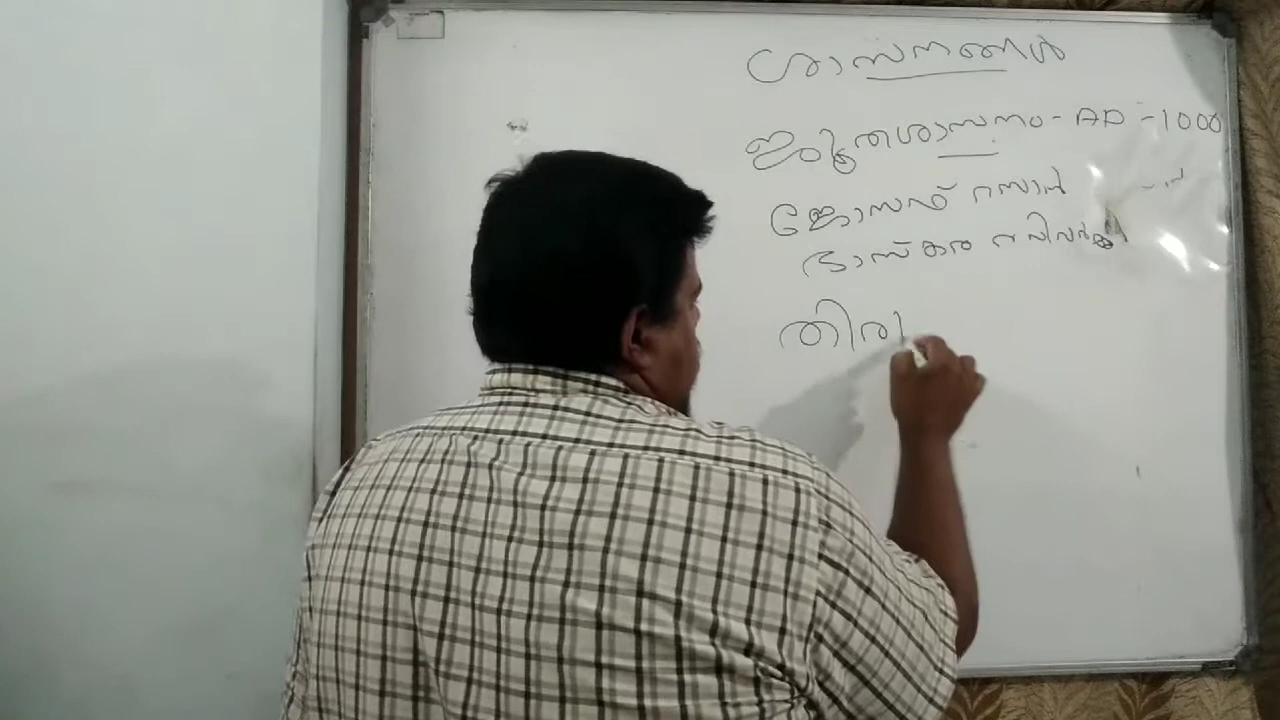 ശാസനങ്ങൾ
ജൂതശാസനം - AD - 1000
ജോസഫ് റബ്ബാൻ
ഭാസ്കര രവിവർമ്മ
തിരു